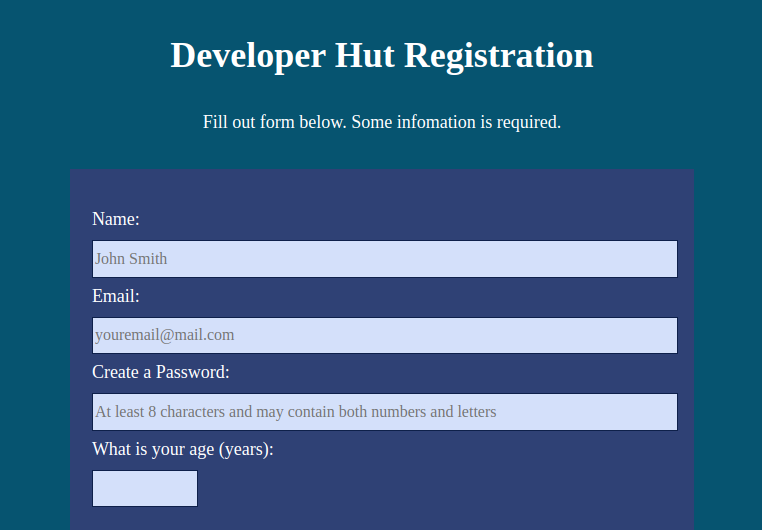 Developer Hut Registration
Fill out form below. Some infomation is required.
Name:
John Smith
Email:
youremail@mail.com
Create a Password:
At least 8 characters and may contain both numbers and letters
What is your age (years):